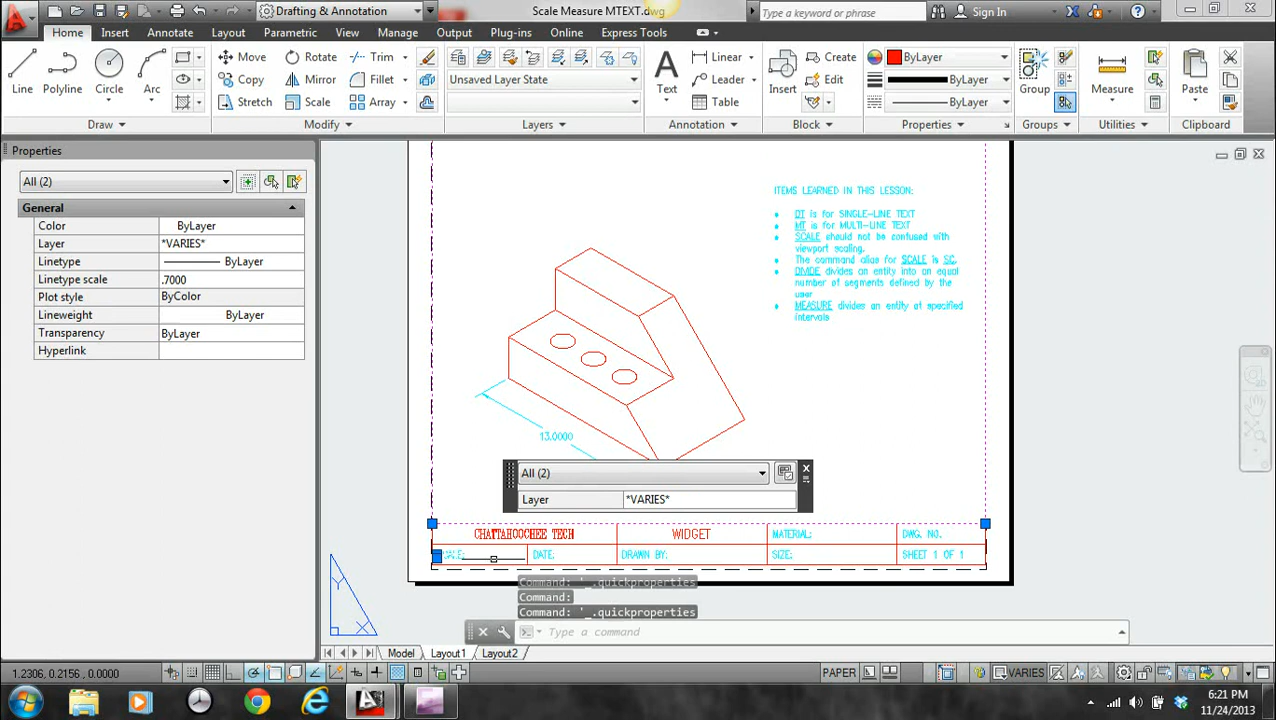 Drafting & Annotation
Scale Measure MTEXT.dwg
Type a keyword or phrase
Sign In
Home Insert Annotate Layout Parametric View Manage Output Plug-ins Online Express Tools
Line
Polyline
Circle
Arc
Move
Rotate
Trim
Copy
Mirror
Fillet
Stretch
Scale
Array
Unsaved Layer State
Text
Linear
Leader
Table
Insert
Create
Edit
ByLayer
ByLayer
ByLayer
Group
Measure
Paste
Draw
Modify
Layers
Annotation
Block
Properties
Groups
Utilities
Clipboard
Properties
All (2)
General
Color ByLayer
Layer *VARIES*
Linetype ByLayer
Linetype scale .7000
Plot style ByColor
Lineweight ByLayer
Transparency ByLayer
Hyperlink
ITEMS LEARNED IN THIS LESSON:
DT is for SINGLE-LINE TEXT
MT is for MULTI-LINE TEXT
SCALE should not be confused with
viewport scaling.
The command alias for SCALE is SC.
DIVIDE divides an entity into an equal
number of segments defined by the
user
MEASURE divides an entity at specified
intervals
13.0000
All (2)
Layer *VARIES*
CHATTAHOOCHEE TECH
WIDGET
MATERIAL:
DWG. NO.
SCALE:
DATE:
DRAWN BY:
SIZE:
SHEET 1 OF 1
Command: '_.quickproperties
Command:
Command: '_.quickproperties
Type a command
Y
X
Model Layout1 Layout2
1.2306, 0.2156, 0.0000
PAPER
VARIES
6:21 PM
11/24/2013